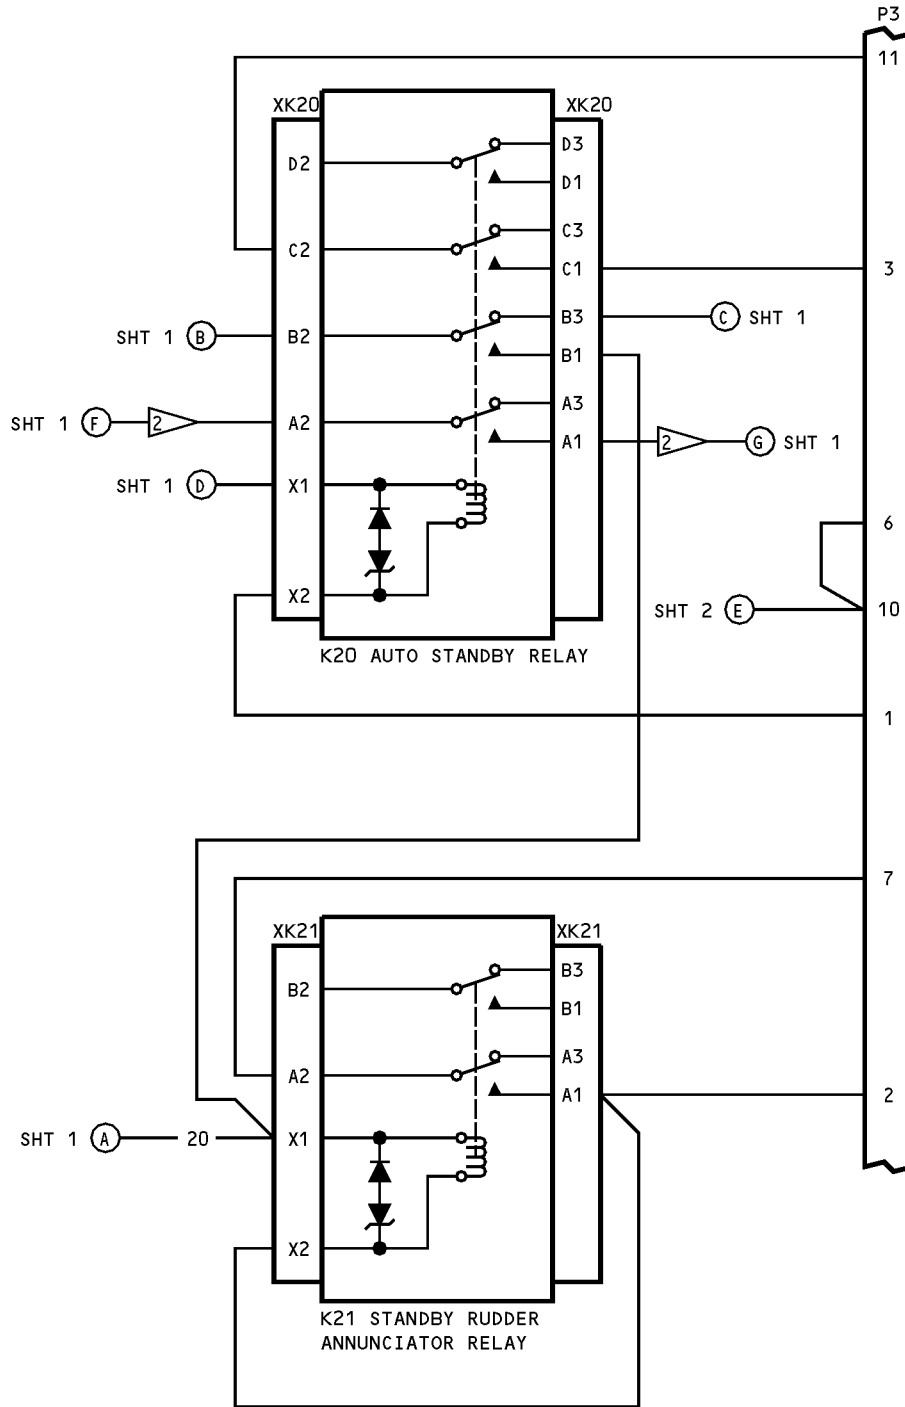 P3
11
XK20 XK20
D3
D2
D1
C3
C2
C1 3
B3 C SHT 1
SHT 1 B B2
B1
A3
SHT 1 F 2 A2
A1 2 G SHT 1
SHT 1 D X1
6
X2
SHT 2 E 10
K20 AUTO STANDBY RELAY
1
7
XK21 XK21
B3
B2
B1
A3
A2
A1 2
SHT 1 A 20 X1
X2
K21 STANDBY RUDDER
ANNUNCIATOR RELAY